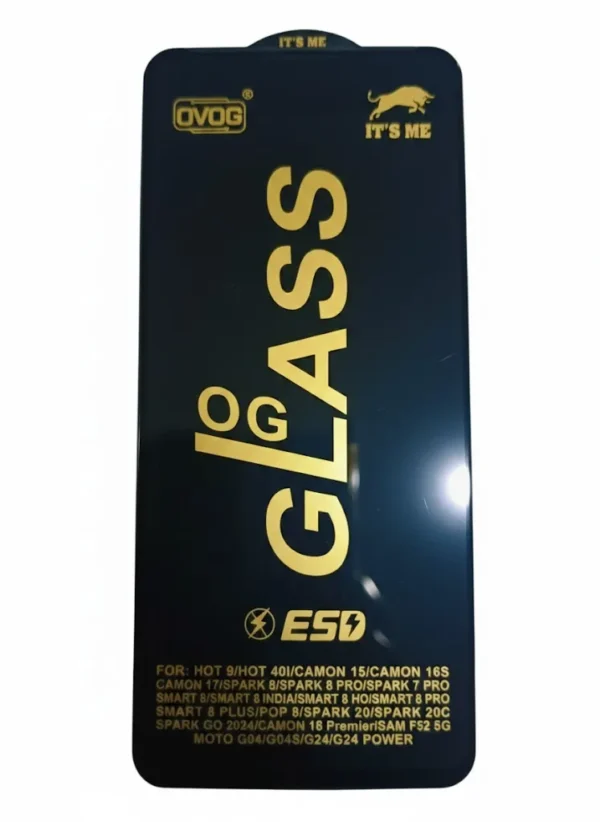 IT'S ME
OVOG®
IT'S ME
OG
GLASS
ESD
FOR: HOT 9/HOT 40I/CAMON 15/CAMON 16S
CAMON 17/SPARK 8/SPARK 8 PRO/SPARK 7 PRO
SMART 8/SMART 8 INDIA/SMART 8 HO/SMART 8 PRO
SMART 8 PLUS/POP 8/SPARK 20/SPARK 20C
SPARK GO 2024/CAMON 18 Premier/SAM F52 5G
MOTO G04/G04S/G24/G24 POWER